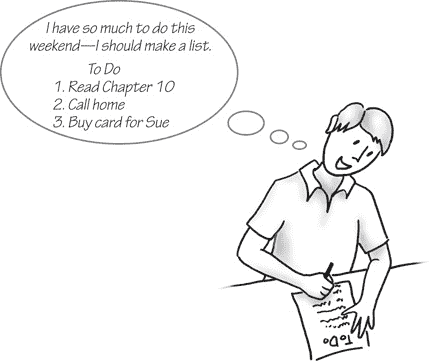 I have so much to do this
weekend—I should make a list.
To Do
1. Read Chapter 10
2. Call home
3. Buy card for Sue
ToDo